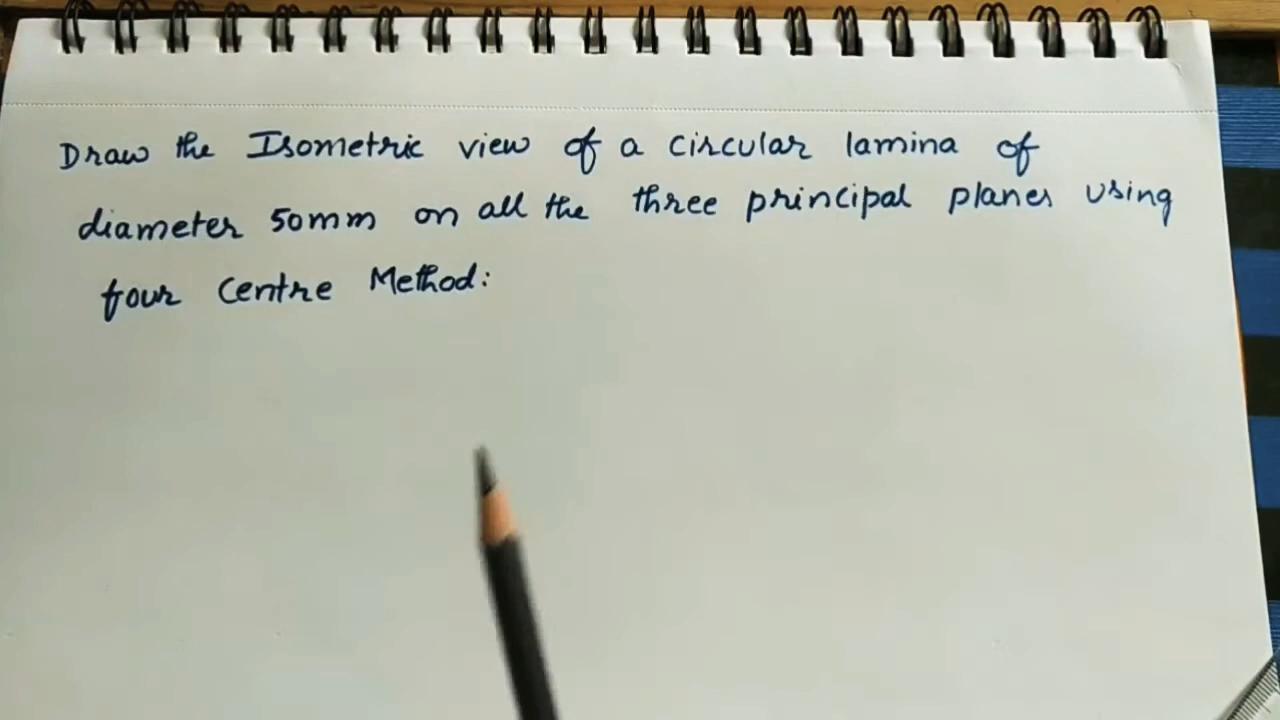 Draw the Isometric view of a circular lamina of
diameter 50mm on all the three principal planes using
four Centre Method: